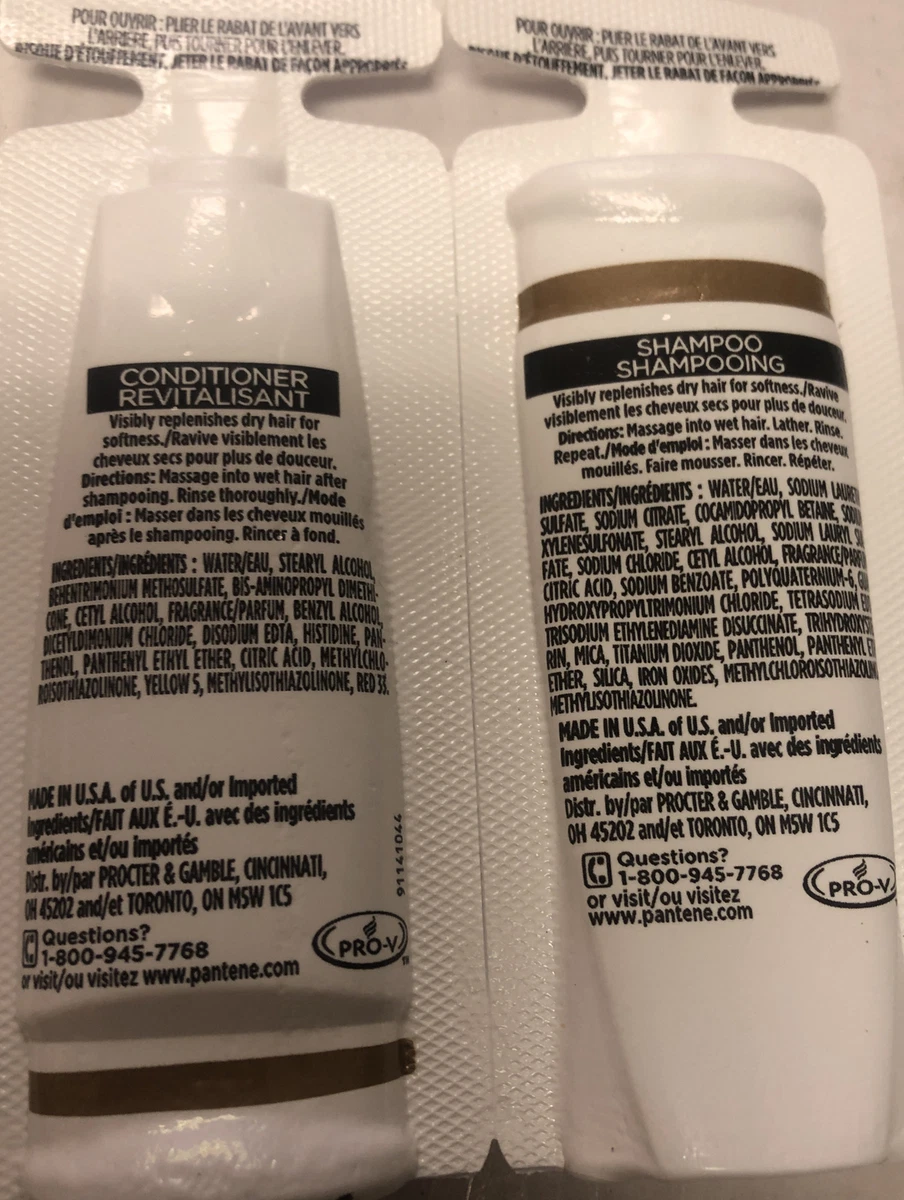 POUR OUVRIR : PLIER LE RABAT DE L'AVANT VERS
L'ARRIÈRE, PUIS TOURNER POUR L'ENLEVER.
RISQUE D'ÉTOUFFEMENT. JETER LE RABAT DE FAÇON APPROPRIÉE
CONDITIONER
REVITALISANT
Visibly replenishes dry hair for
softness./Ravive visiblement les
cheveux secs pour plus de douceur.
Directions: Massage into wet hair after
shampooing. Rinse thoroughly./Mode
d'emploi : Masser dans les cheveux mouillés
après le shampooing. Rincer à fond.
INGREDIENTS/INGRÉDIENTS : WATER/EAU, STEARYL ALCOHOL,
BEHENTRIMONIUM METHOSULFATE, BIS-AMINOPROPYL DIMETHI-
CONE, CETYL ALCOHOL, FRAGRANCE/PARFUM, BENZYL ALCOHOL,
DICETYLDIMONIUM CHLORIDE, DISODIUM EDTA, HISTIDINE, PAN-
THENOL, PANTHENYL ETHYL ETHER, CITRIC ACID, METHYLCHLO-
ROISOTHIAZOLINONE, YELLOW 5, METHYLISOTHIAZOLINONE, RED 33.
MADE IN U.S.A. of U.S. and/or Imported
Ingredients/FAIT AUX É.-U. avec des ingrédients
américains et/ou importés
Distr. by/par PROCTER & GAMBLE, CINCINNATI,
OH 45202 and/et TORONTO, ON M5W 1C5
Questions?
1-800-945-7768
or visit/ou visitez www.pantene.com
PRO-V
TM
91141044
POUR OUVRIR : PLIER LE RABAT DE L'AVANT VERS
L'ARRIÈRE, PUIS TOURNER POUR L'ENLEVER.
RISQUE D'ÉTOUFFEMENT. JETER LE RABAT DE FAÇON APPROPRIÉE
SHAMPOO
SHAMPOOING
Visibly replenishes dry hair for softness./Ravive
visiblement les cheveux secs pour plus de douceur.
Directions: Massage into wet hair. Lather. Rinse.
Repeat./Mode d'emploi : Masser dans les cheveux
mouillés. Faire mousser. Rincer. Répéter.
INGREDIENTS/INGRÉDIENTS : WATER/EAU, SODIUM LAURETH
SULFATE, SODIUM CITRATE, COCAMIDOPROPYL BETAINE, SODIUM
XYLENESULFONATE, STEARYL ALCOHOL, SODIUM LAURYL SUL
FATE, SODIUM CHLORIDE, CETYL ALCOHOL, FRAGRANCE/PARFUM
CITRIC ACID, SODIUM BENZOATE, POLYQUATERNIUM-6,
HYDROXYPROPYLTRIMONIUM CHLORIDE, TETRASODIUM
TRISODIUM ETHYLENEDIAMINE DISUCCINATE, TRIHYDROXYST
RIN, MICA, TITANIUM DIOXIDE, PANTHENOL, PANTHENYL
ETHER, SILICA, IRON OXIDES, METHYLCHLOROISOTHIAZOLIN
METHYLISOTHIAZOLINONE.
MADE IN U.S.A. of U.S. and/or Imported
Ingredients/FAIT AUX É.-U. avec des ingrédients
américains et/ou importés
Distr. by/par PROCTER & GAMBLE, CINCINNATI,
OH 45202 and/et TORONTO, ON M5W 1C5
Questions?
1-800-945-7768
or visit/ou visitez
www.pantene.com
PRO-V